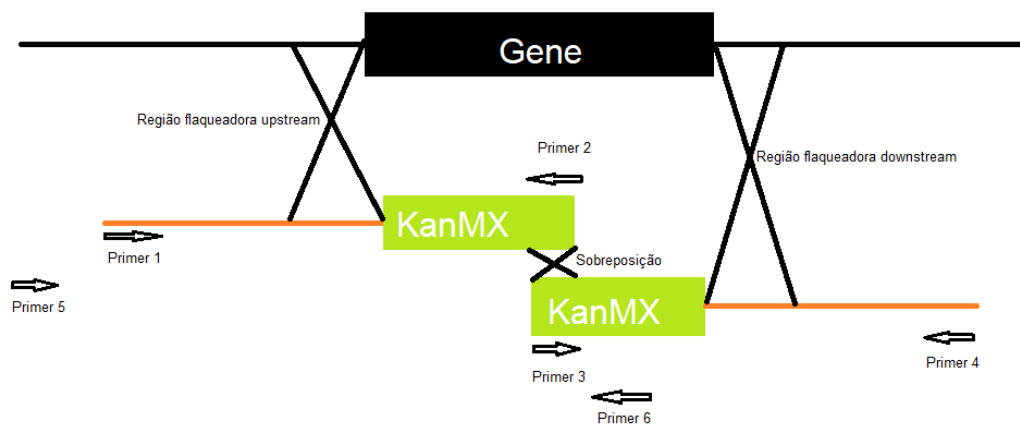 Gene
Região flaqueadora upstream
Primer 2
Região flaqueadora downstream
KanMX
Primer 1
Sobreposição
Primer 5
KanMX
Primer 3
Primer 4
Primer 6